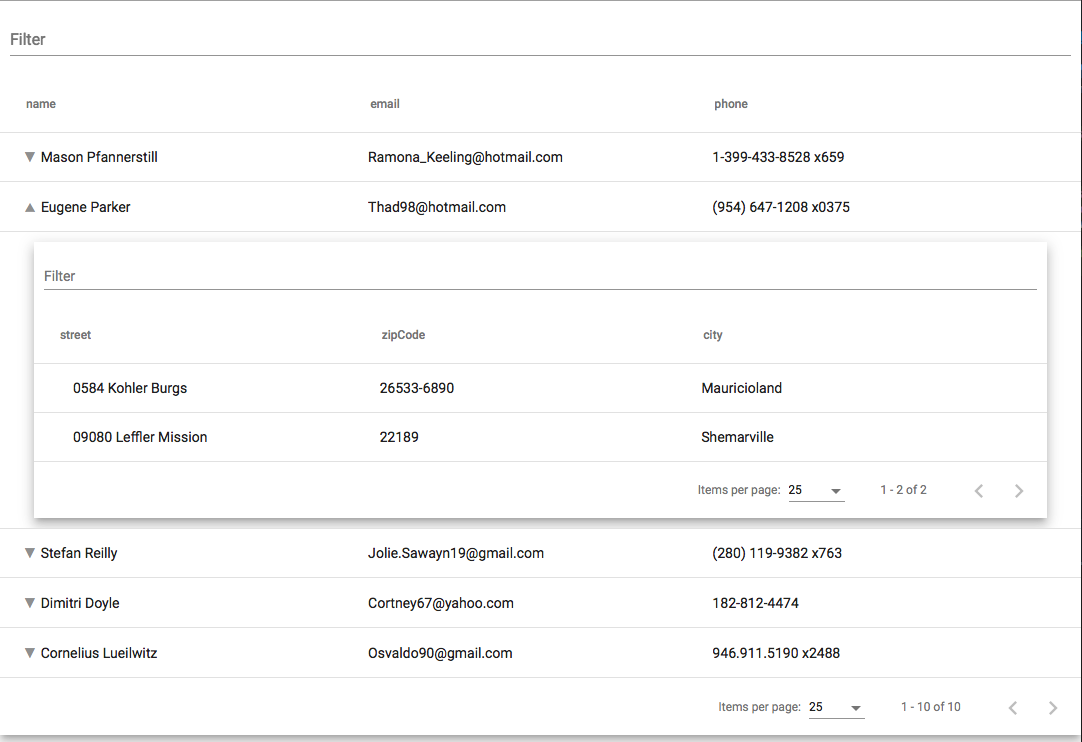 Filter
name email phone
▼ Mason Pfannerstill Ramona_Keeling@hotmail.com 1-399-433-8528 x659
▲ Eugene Parker Thad98@hotmail.com (954) 647-1208 x0375
Filter
street zipCode city
0584 Kohler Burgs 26533-6890 Mauricioland
09080 Leffler Mission 22189 Shemarville
Items per page: 25 1 - 2 of 2
▼ Stefan Reilly Jolie.Sawayn19@gmail.com (280) 119-9382 x763
▼ Dimitri Doyle Cortney67@yahoo.com 182-812-4474
▼ Cornelius Lueilwitz Osvaldo90@gmail.com 946.911.5190 x2488
Items per page: 25 1 - 10 of 10